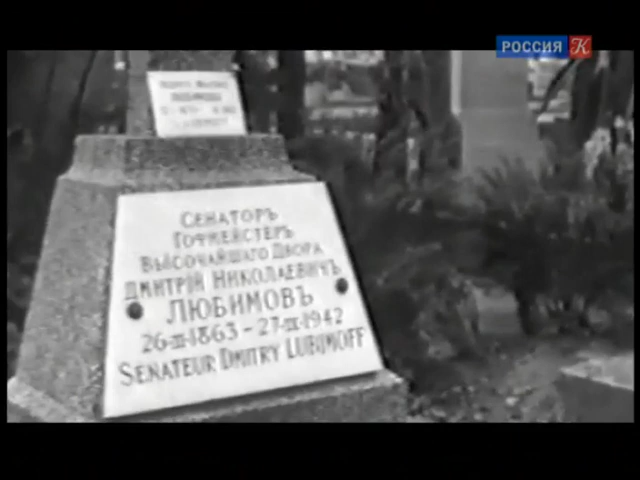 РОССИЯ К
СЕНАТОРЪ
ГОФМЕЙСТЕРЪ
ВЫСОЧАЙШАГО ДВОРА
ДМИТРІЙ НИКОЛАЕВИЧЪ
ЛЮБИМОВЪ
26-III-1863 – 27-IX-1942
SENATEUR DMITRY LUBIMOFF